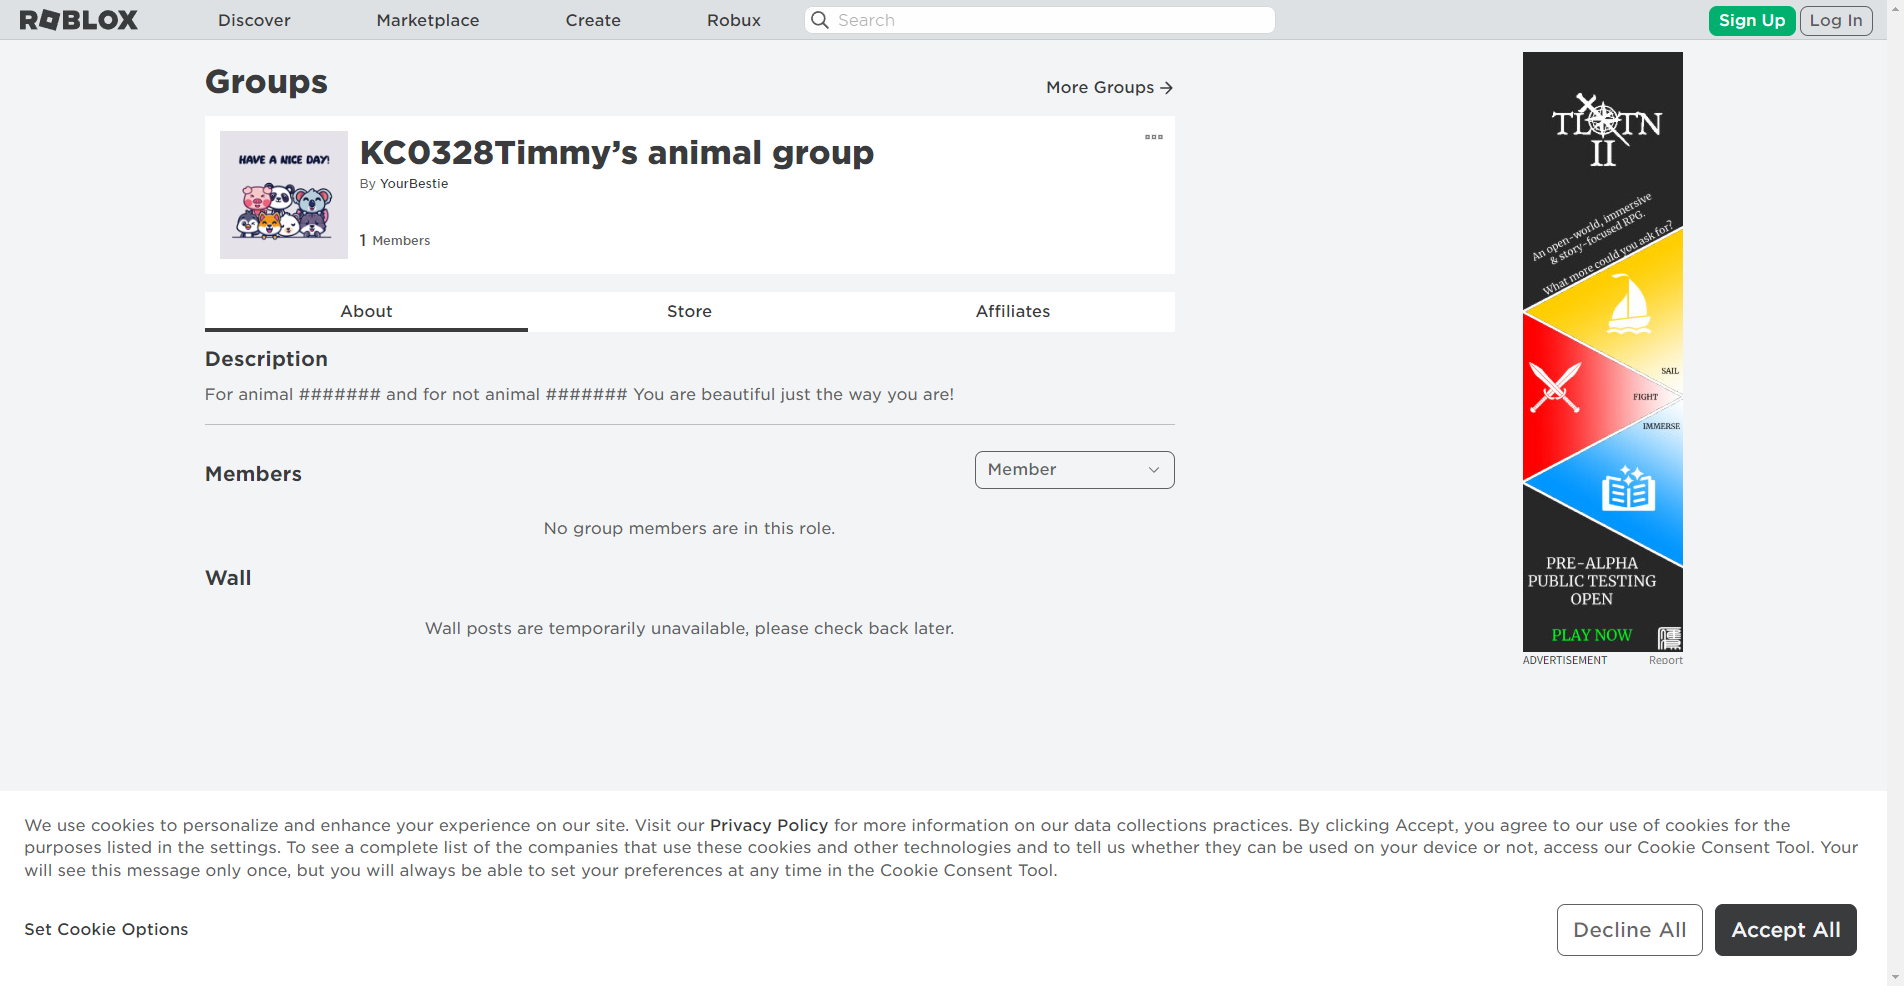 ROBLOX
Discover
Marketplace
Create
Robux
Search
Sign Up
Log In
Groups
More Groups
HAVE A NICE DAY!
KC0328Timmy’s animal group
By YourBestie
1 Members
About
Store
Affiliates
Description
For animal ####### and for not animal ####### You are beautiful just the way you are!
Members
Member
No group members are in this role.
Wall
Wall posts are temporarily unavailable, please check back later.
TLOTN
II
An open-world, immersive
& story-focused RPG.
What more could you ask for?
SAIL
FIGHT
IMMERSE
PRE-ALPHA
PUBLIC TESTING
OPEN
PLAY NOW
ADVERTISEMENT
Report
We use cookies to personalize and enhance your experience on our site. Visit our Privacy Policy for more information on our data collections practices. By clicking Accept, you agree to our use of cookies for the
purposes listed in the settings. To see a complete list of the companies that use these cookies and other technologies and to tell us whether they can be used on your device or not, access our Cookie Consent Tool. Your
will see this message only once, but you will always be able to set your preferences at any time in the Cookie Consent Tool.
Set Cookie Options
Decline All
Accept All